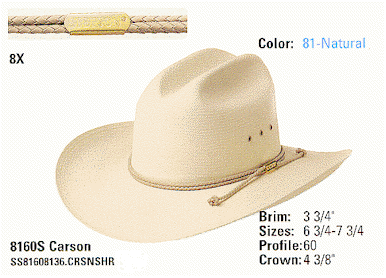 8X
Color: 81-Natural
8160S Carson
SS81608136.CRSNSHR
Brim: 3 3/4"
Sizes: 6 3/4-7 3/4
Profile: 60
Crown: 4 3/8"